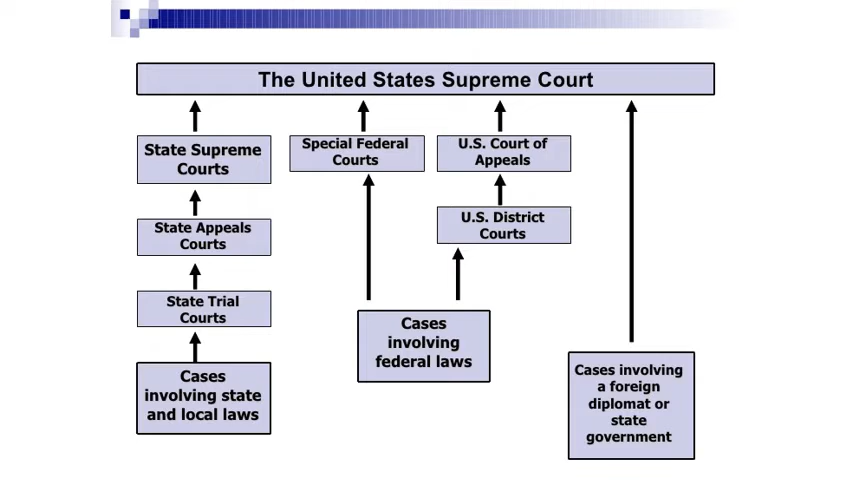 The United States Supreme Court
State Supreme
Courts
Special Federal
Courts
U.S. Court of
Appeals
State Appeals
Courts
U.S. District
Courts
State Trial
Courts
Cases
involving
federal laws
Cases
involving state
and local laws
Cases involving
a foreign
diplomat or
state
government